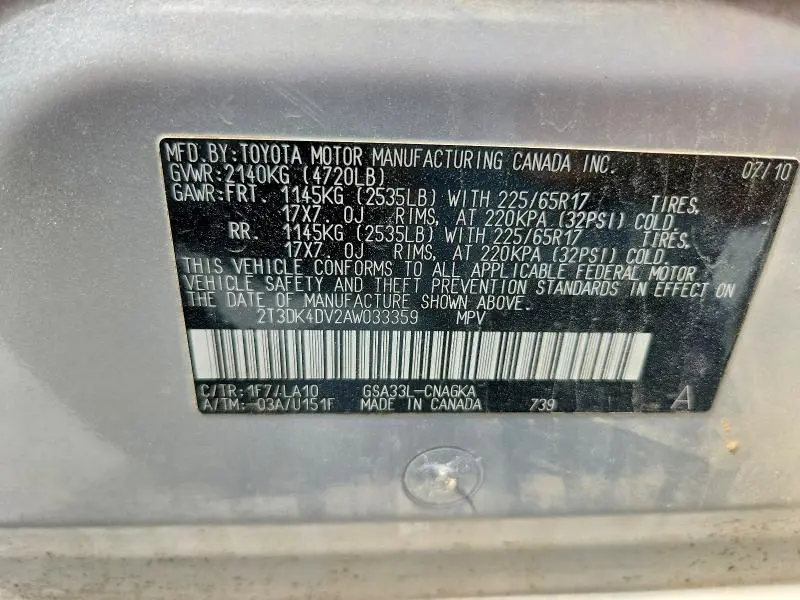 MFD.BY:TOYOTA MOTOR MANUFACTURING CANADA INC. 07/10
GVWR:2140KG (4720LB)
GAWR:FRT. 1145KG (2535LB) WITH 225/65R17 TIRES,
17X7.0J RIMS, AT 220KPA (32PSI) COLD.
RR. 1145KG (2535LB) WITH 225/65R17 TIRES,
17X7.0J RIMS, AT 220KPA (32PSI) COLD.
THIS VEHICLE CONFORMS TO ALL APPLICABLE FEDERAL MOTOR
VEHICLE SAFETY AND THEFT PREVENTION STANDARDS IN EFFECT ON
THE DATE OF MANUFACTURE SHOWN ABOVE.
2T3DK4DV2AW033359 MPV
C/TR:1F7/LA10 GSA33L-CNAGKA
A/TM:-03A/U151F MADE IN CANADA 739 A